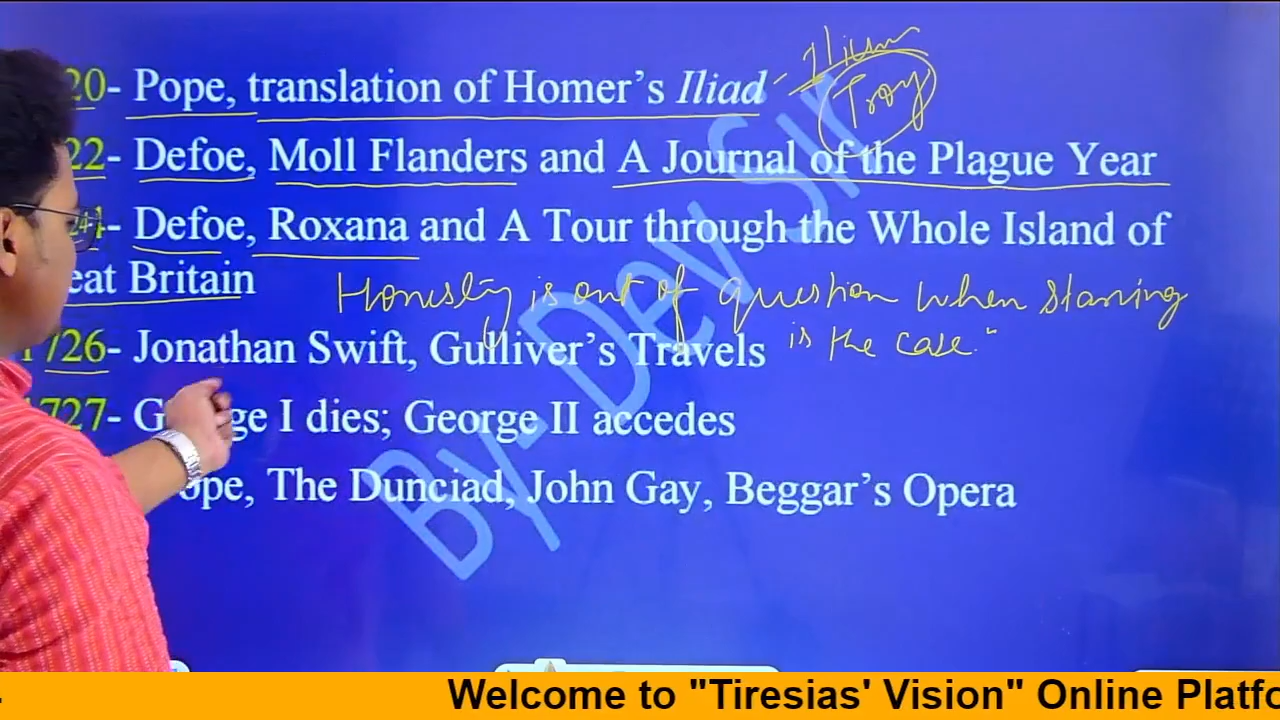 20- Pope, translation of Homer's Iliad - Ilium
Troy
22- Defoe, Moll Flanders and A Journal of the Plague Year
24- Defoe, Roxana and A Tour through the Whole Island of
eat Britain
Honesty is out of question when starving
is the case."
1726- Jonathan Swift, Gulliver's Travels
1727- G ge I dies; George II accedes
ope, The Dunciad, John Gay, Beggar's Opera
By- Dev Sir
Welcome to "Tiresias' Vision" Online Platfo